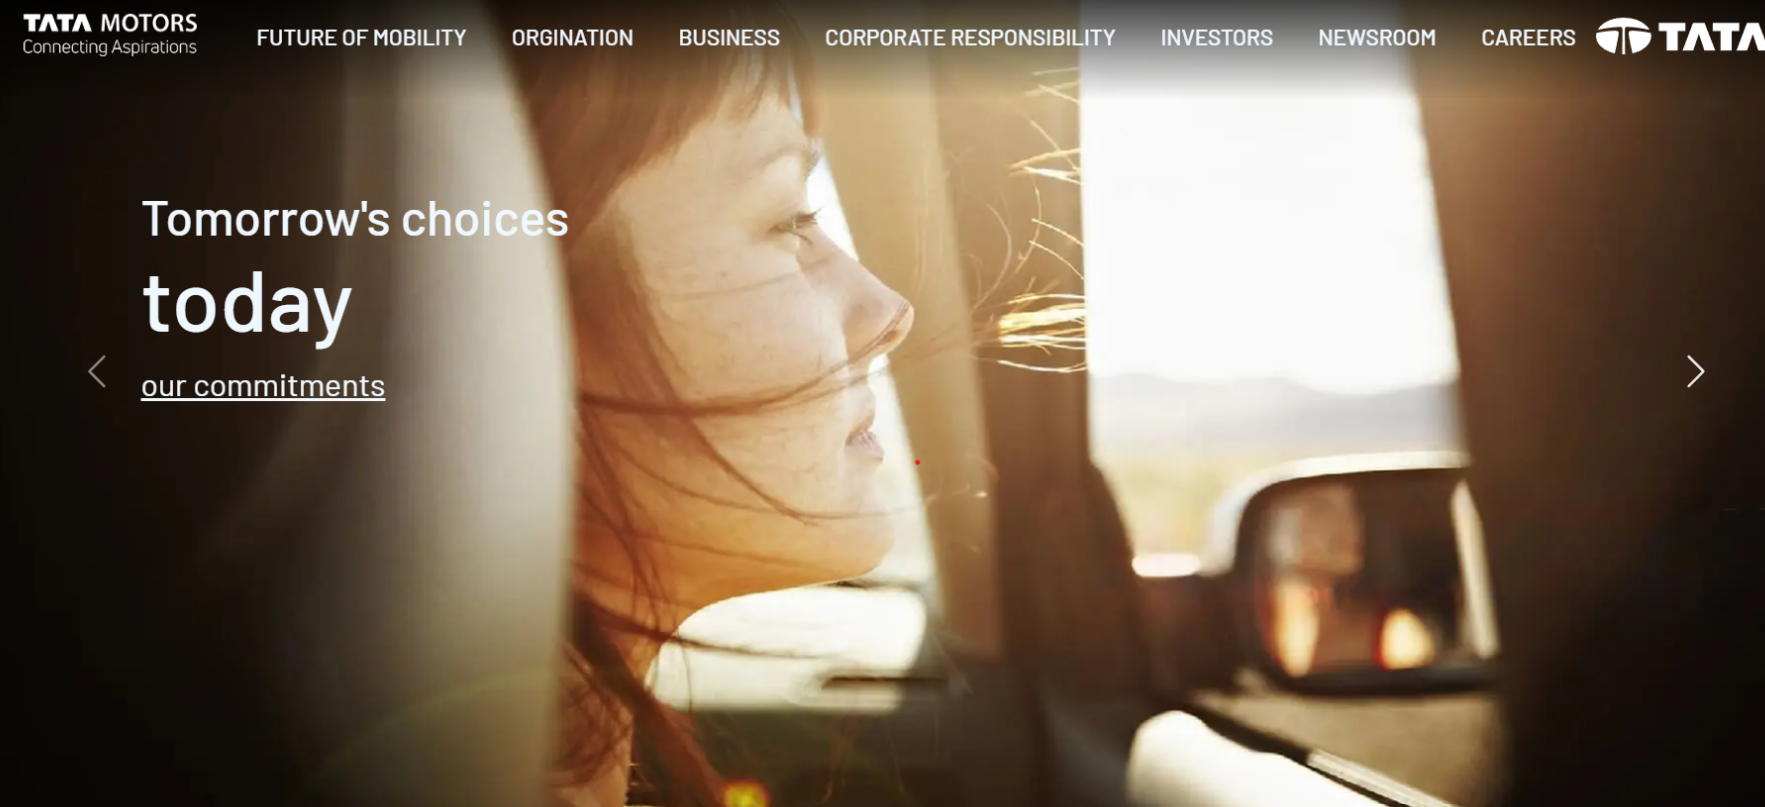 TATA MOTORS
Connecting Aspirations
FUTURE OF MOBILITY
ORGINATION
BUSINESS
CORPORATE RESPONSIBILITY
INVESTORS
NEWSROOM
CAREERS
TATA
Tomorrow's choices
today
our commitments